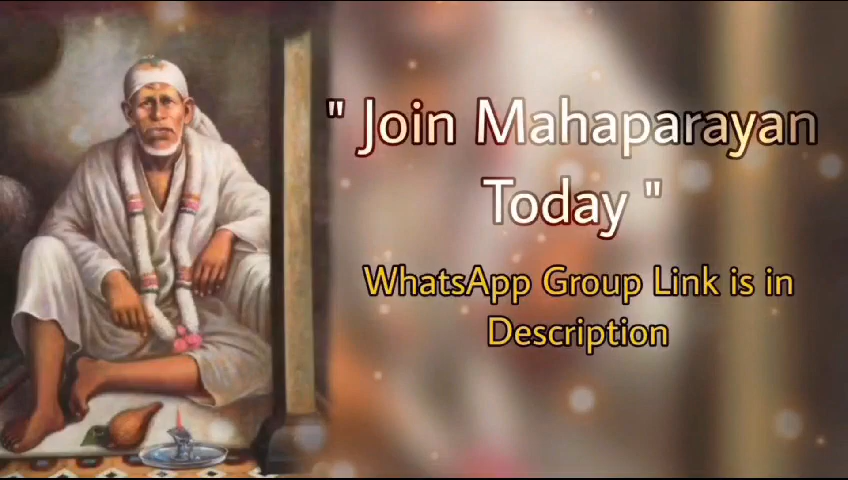 " Join Mahaparayan
Today "
WhatsApp Group Link is in
Description